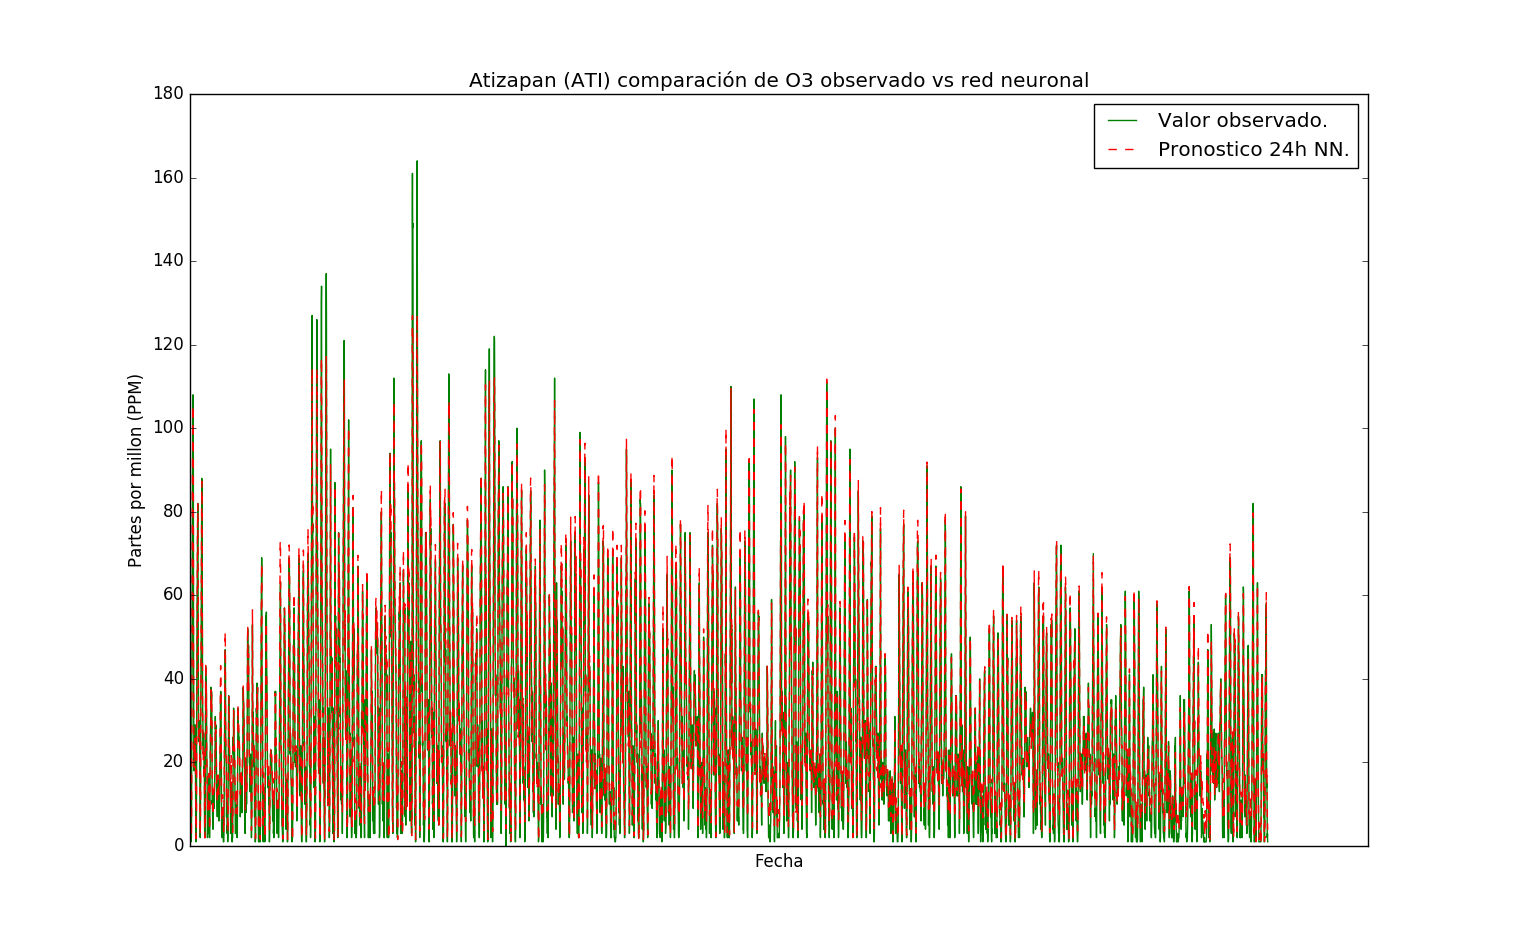 Atizapan (ATI) comparación de O3 observado vs red neuronal
180
160
140
120
100
80
60
40
20
0
Partes por millon (PPM)
Fecha
Valor observado.
Pronostico 24h NN.